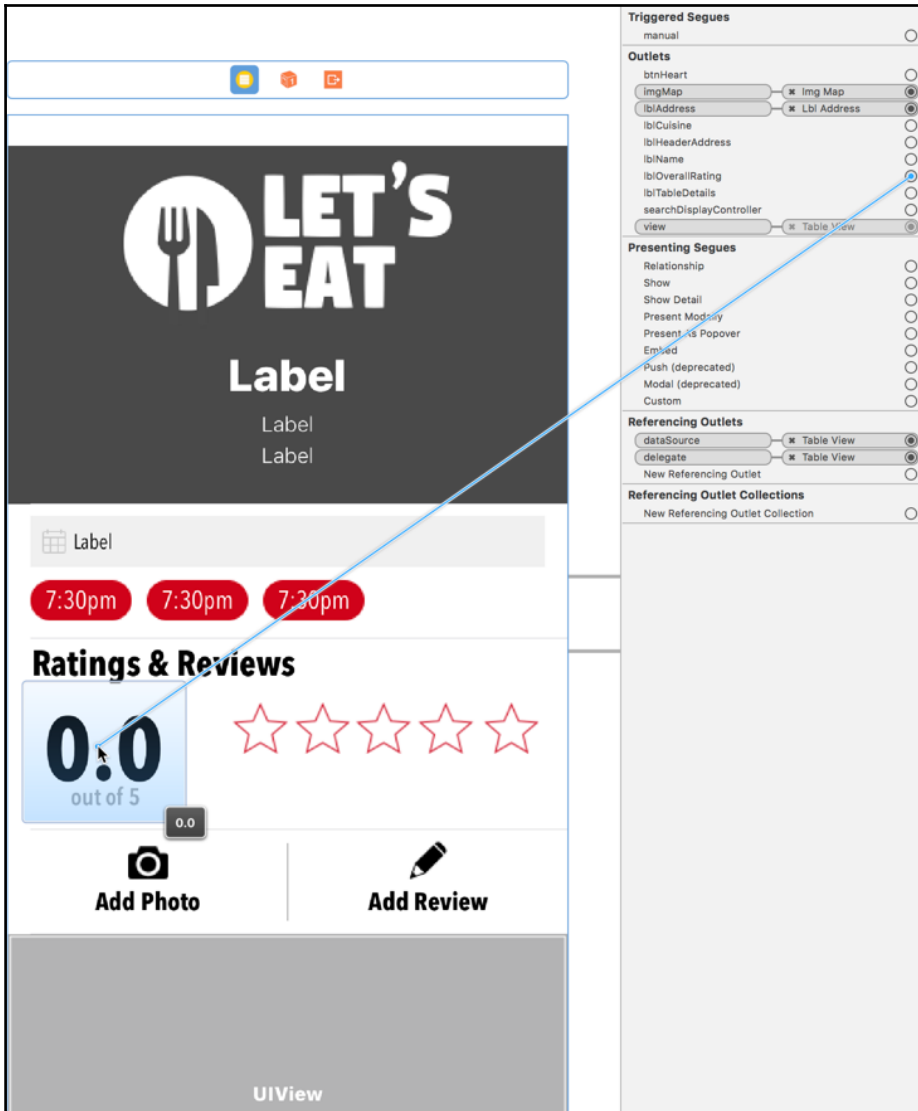 LET'S
EAT
Label
Label
Label
Label
7:30pm 7:30pm 7:30pm
Ratings & Reviews
0.0
out of 5
0.0
Add Photo Add Review
UIView
Triggered Segues
manual
Outlets
btnHeart
imgMap ✖ Img Map
lblAddress ✖ Lbl Address
lblCuisine
lblHeaderAddress
lblName
lblOverallRating
lblTableDetails
searchDisplayController
view ✖ Table View
Presenting Segues
Relationship
Show
Show Detail
Present Modally
Present As Popover
Embed
Push (deprecated)
Modal (deprecated)
Custom
Referencing Outlets
dataSource ✖ Table View
delegate ✖ Table View
New Referencing Outlet
Referencing Outlet Collections
New Referencing Outlet Collection